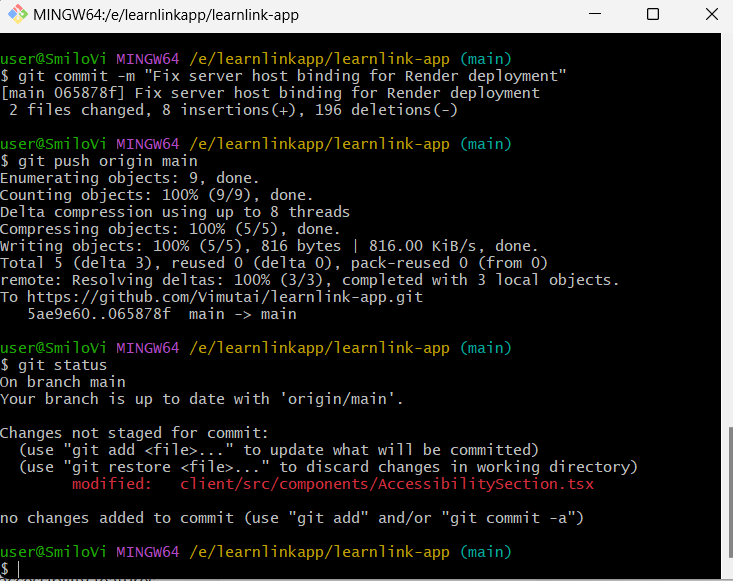 MINGW64:/e/learnlinkapp/learnlink-app
user@SmiloVi MINGW64 /e/learnlinkapp/learnlink-app (main)
$ git commit -m "Fix server host binding for Render deployment"
[main 065878f] Fix server host binding for Render deployment
 2 files changed, 8 insertions(+), 196 deletions(-)
user@SmiloVi MINGW64 /e/learnlinkapp/learnlink-app (main)
$ git push origin main
Enumerating objects: 9, done.
Counting objects: 100% (9/9), done.
Delta compression using up to 8 threads
Compressing objects: 100% (5/5), done.
Writing objects: 100% (5/5), 816 bytes | 816.00 KiB/s, done.
Total 5 (delta 3), reused 0 (delta 0), pack-reused 0 (from 0)
remote: Resolving deltas: 100% (3/3), completed with 3 local objects.
To https://github.com/Vimutai/learnlink-app.git
   5ae9e60..065878f  main -> main
user@SmiloVi MINGW64 /e/learnlinkapp/learnlink-app (main)
$ git status
On branch main
Your branch is up to date with 'origin/main'.
Changes not staged for commit:
  (use "git add <file>..." to update what will be committed)
  (use "git restore <file>..." to discard changes in working directory)
        modified:   client/src/components/AccessibilitySection.tsx
no changes added to commit (use "git add" and/or "git commit -a")
user@SmiloVi MINGW64 /e/learnlinkapp/learnlink-app (main)
$